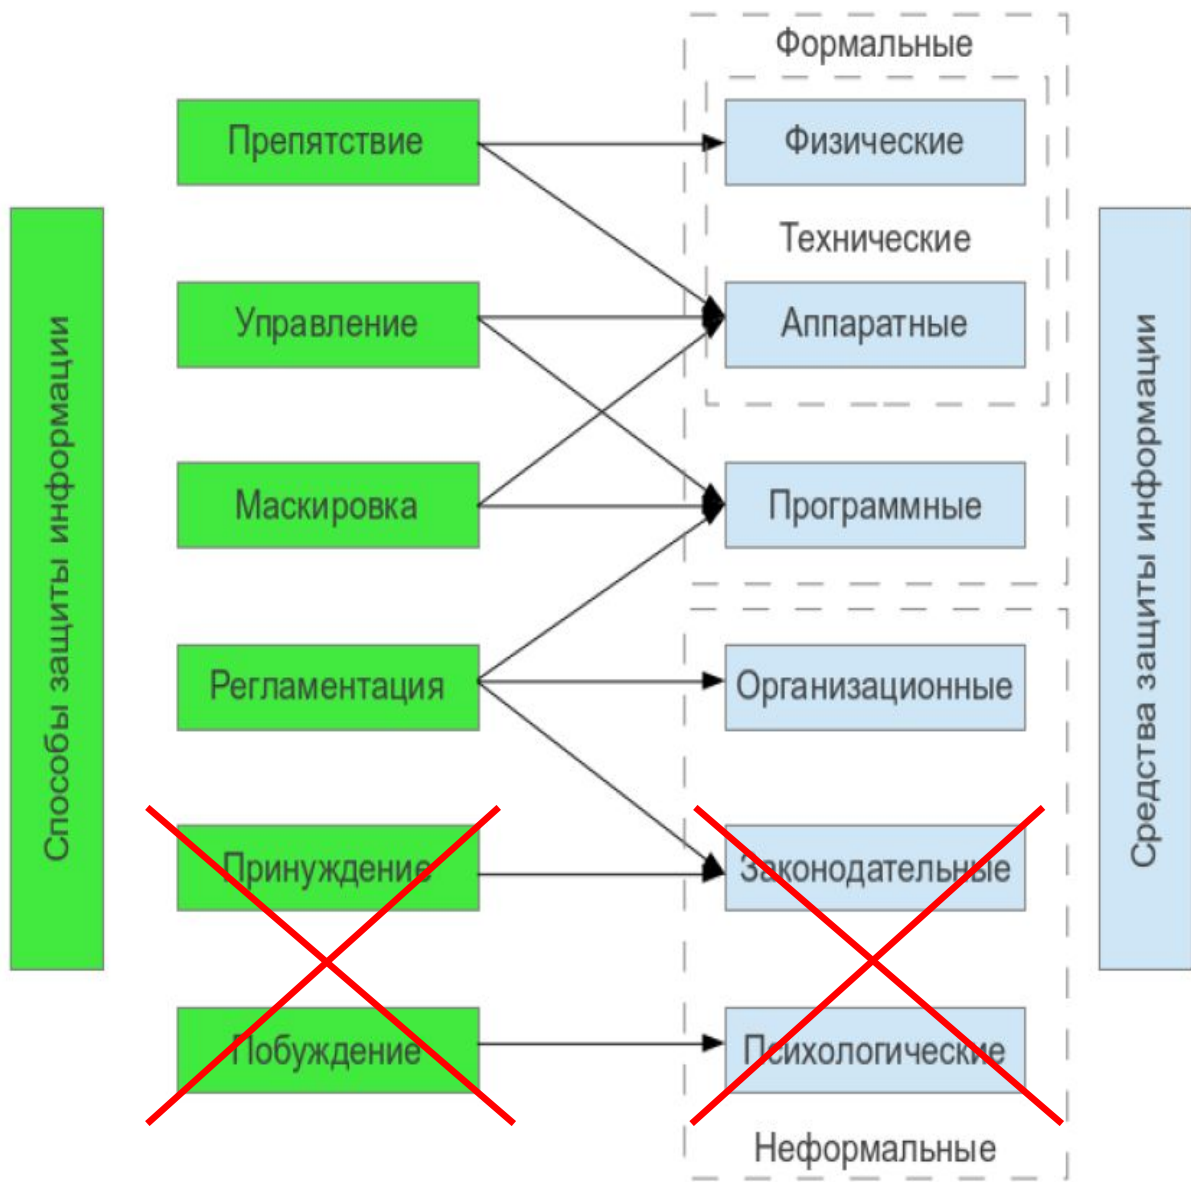 Способы защиты информации
Формальные
Препятствие
Физические
Технические
Управление
Аппаратные
Маскировка
Программные
Регламентация
Организационные
Принуждение
Законодательные
Побуждение
Психологические
Неформальные
Средства защиты информации